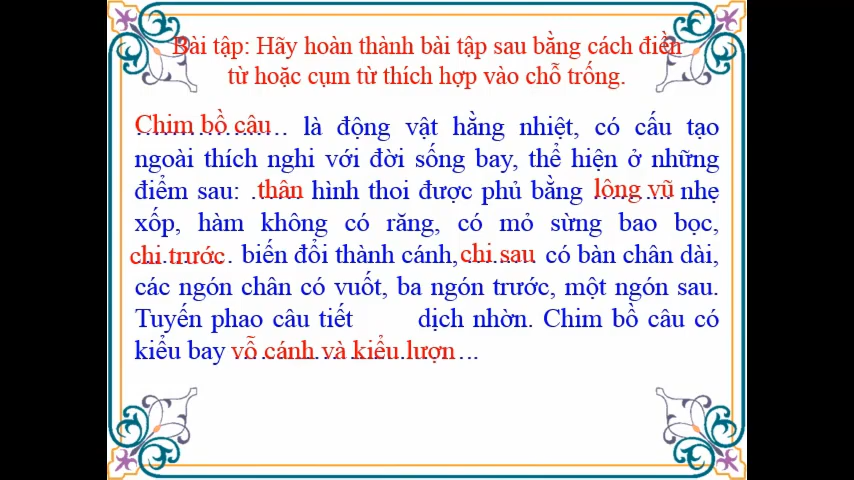 Bài tập: Hãy hoàn thành bài tập sau bằng cách điền
từ hoặc cụm từ thích hợp vào chỗ trống.
Chim bồ câu.. là động vật hằng nhiệt, có cấu tạo
ngoài thích nghi với đời sống bay, thể hiện ở những
điểm sau: .thân hình thoi được phủ bằng lông vũ nhẹ
xốp, hàm không có răng, có mỏ sừng bao bọc,
chi trước. biến đổi thành cánh,chi sau có bàn chân dài,
các ngón chân có vuốt, ba ngón trước, một ngón sau.
Tuyến phao câu tiết dịch nhờn. Chim bồ câu có
kiểu bay vỗ cánh và kiểu lượn...